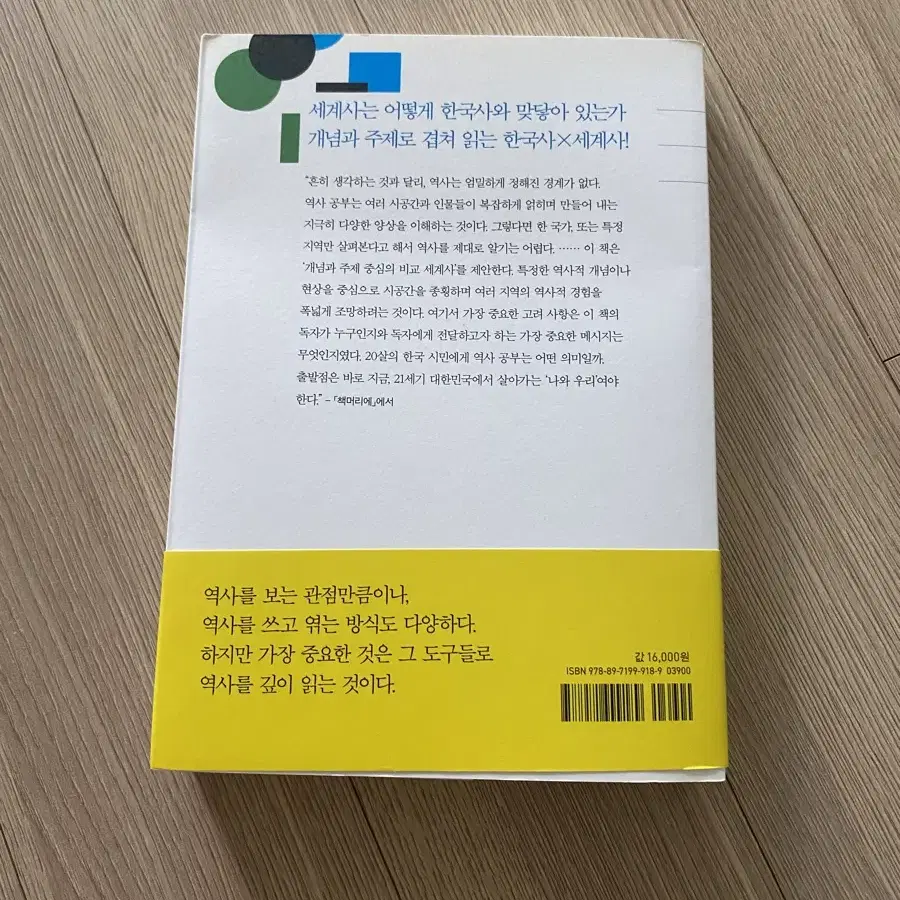 세계사는 어떻게 한국사와 맞닿아 있는가
개념과 주제로 겹쳐 읽는 한국사×세계사!
“흔히 생각하는 것과 달리, 역사는 엄밀하게 정해진 경계가 없다.
역사 공부는 여러 시공간과 인물들이 복잡하게 얽히며 만들어 내는
지극히 다양한 양상을 이해하는 것이다. 그렇다면 한 국가, 또는 특정
지역만 살펴본다고 해서 역사를 제대로 알기는 어렵다. …… 이 책은
‘개념과 주제 중심의 비교 세계사’를 제안한다. 특정한 역사적 개념이나
현상을 중심으로 시공간을 종횡하며 여러 지역의 역사적 경험을
폭넓게 조망하려는 것이다. 여기서 가장 중요한 고려 사항은 이 책의
독자가 누구인지와 독자에게 전달하고자 하는 가장 중요한 메시지는
무엇인지였다. 20살의 한국 시민에게 역사 공부는 어떤 의미일까.
출발점은 바로 지금, 21세기 대한민국에서 살아가는 ‘나와 우리’여야
한다.” – 「책머리에」에서
역사를 보는 관점만큼이나,
역사를 쓰고 엮는 방식도 다양하다.
하지만 가장 중요한 것은 그 도구들로
역사를 깊이 읽는 것이다.
값 16,000원
ISBN 978-89-7199-918-9 03900